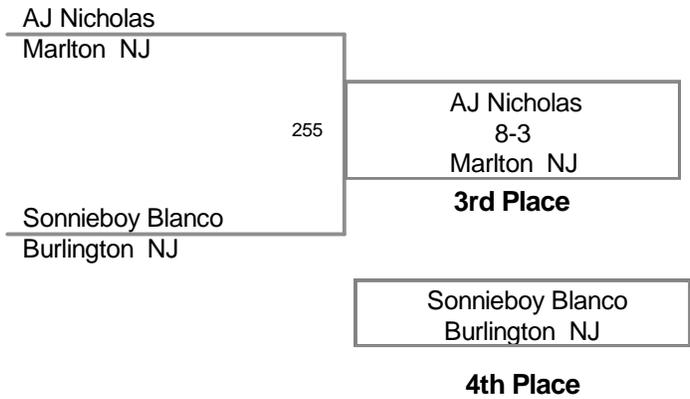 AJ Nicholas
Marlton NJ
255
AJ Nicholas
8-3
Marlton NJ
3rd Place
Sonnieboy Blanco
Burlington NJ
Sonnieboy Blanco
Burlington NJ
4th Place